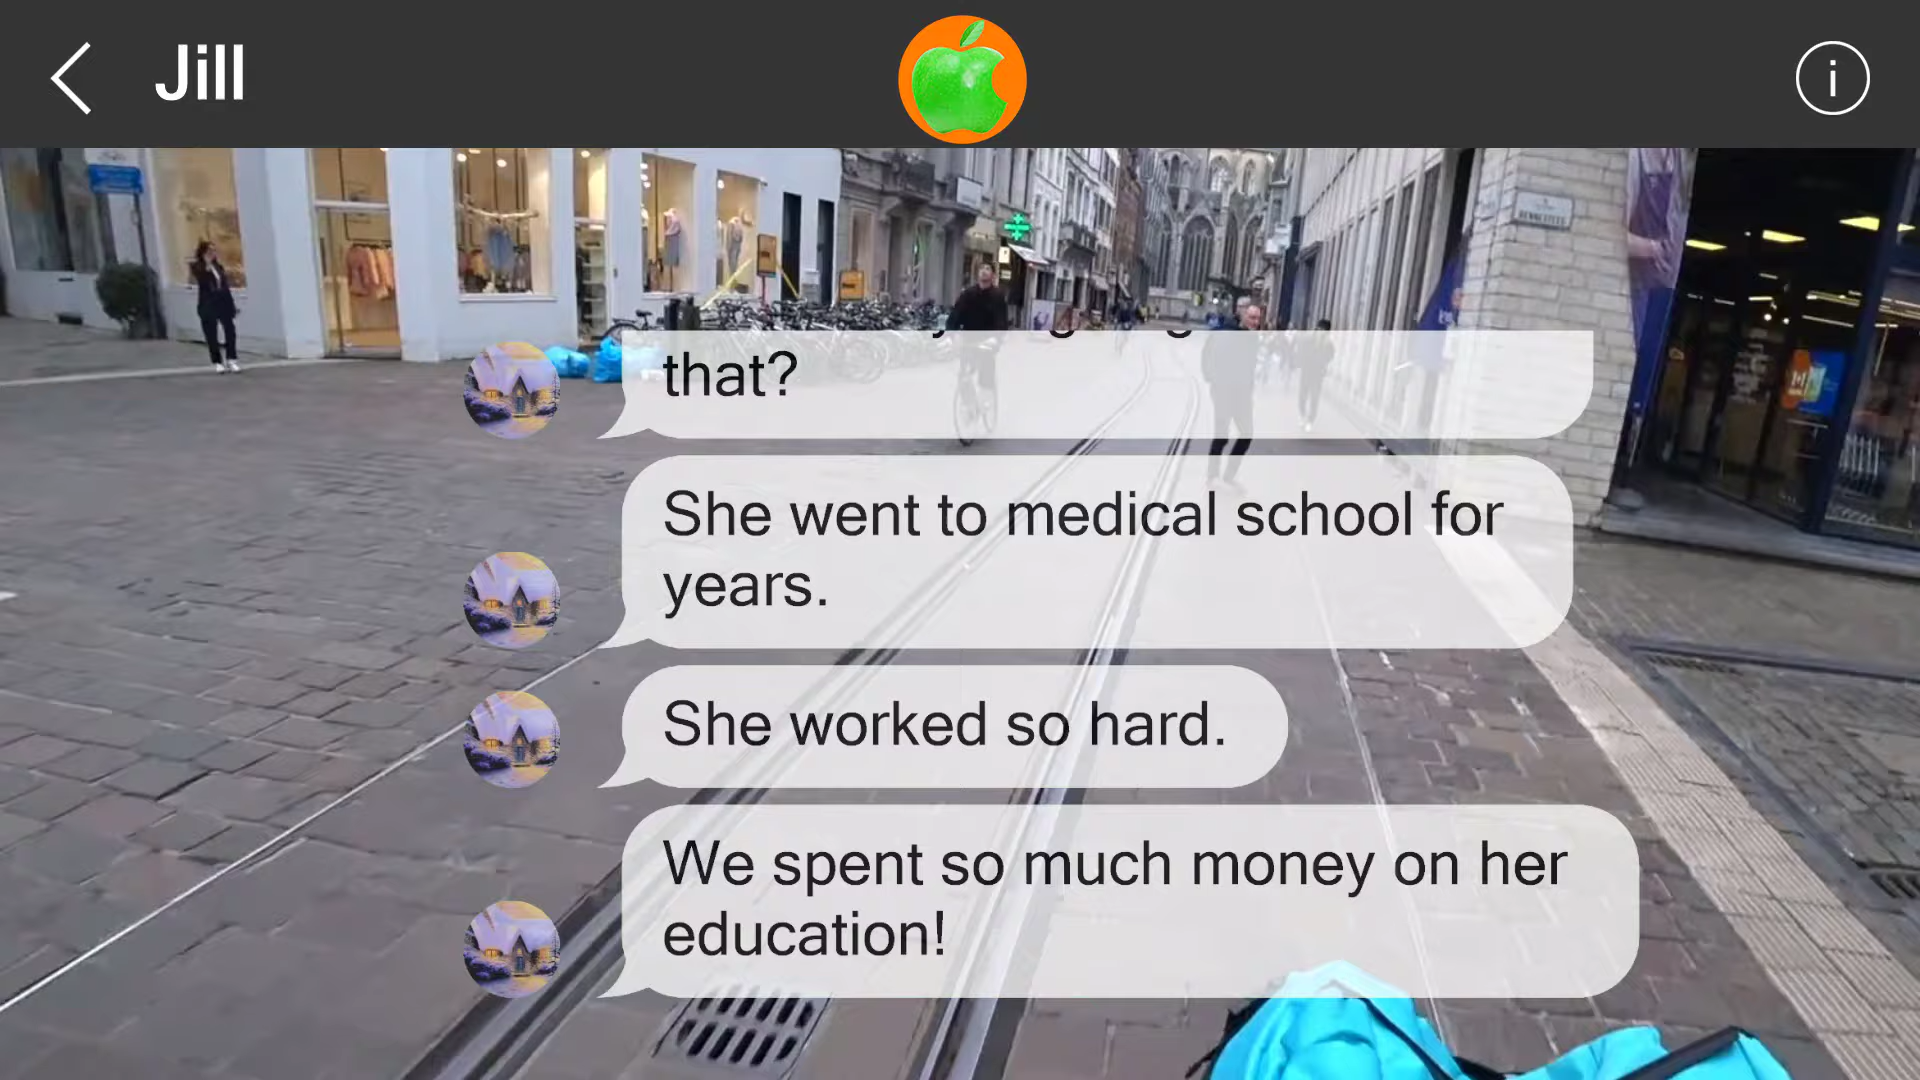 Jill
that?
She went to medical school for
years.
She worked so hard.
We spent so much money on her
education!